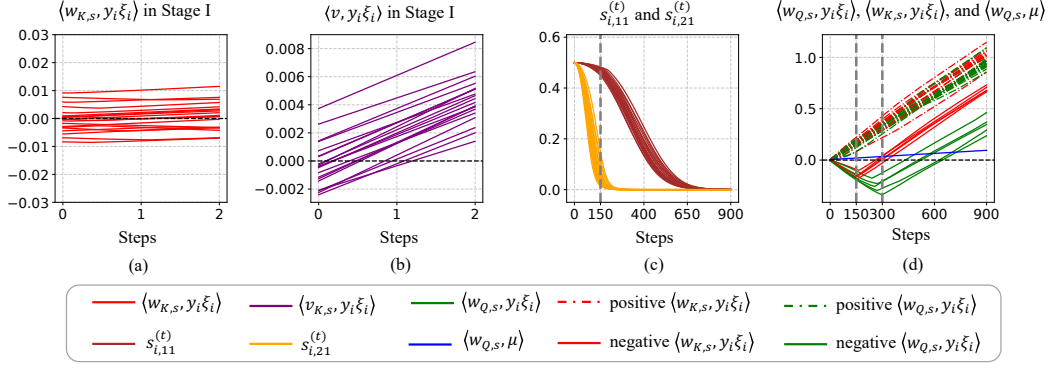 ⟨w_{K,s}, y_iξ_i⟩ in Stage I
0.03
0.02
0.01
0.00
−0.01
−0.02
−0.03
0 1 2
Steps
(a)
⟨v, y_iξ_i⟩ in Stage I
0.008
0.006
0.004
0.002
0.000
−0.002
0 1 2
Steps
(b)
s_{i,11}^{(t)} and s_{i,21}^{(t)}
0.6
0.4
0.2
0.0
0 150 400 650 900
Steps
(c)
⟨w_{Q,s}, y_iξ_i⟩, ⟨w_{K,s}, y_iξ_i⟩, and ⟨w_{Q,s}, μ⟩
1.0
0.5
0.0
−0.5
0 150 300 600 900
Steps
(d)
⟨w_{K,s}, y_iξ_i⟩ ⟨v_{K,s}, y_iξ_i⟩ ⟨w_{Q,s}, y_iξ_i⟩ positive ⟨w_{K,s}, y_iξ_i⟩ positive ⟨w_{Q,s}, y_iξ_i⟩
s_{i,11}^{(t)} s_{i,21}^{(t)} ⟨w_{Q,s}, μ⟩ negative ⟨w_{K,s}, y_iξ_i⟩ negative ⟨w_{Q,s}, y_iξ_i⟩